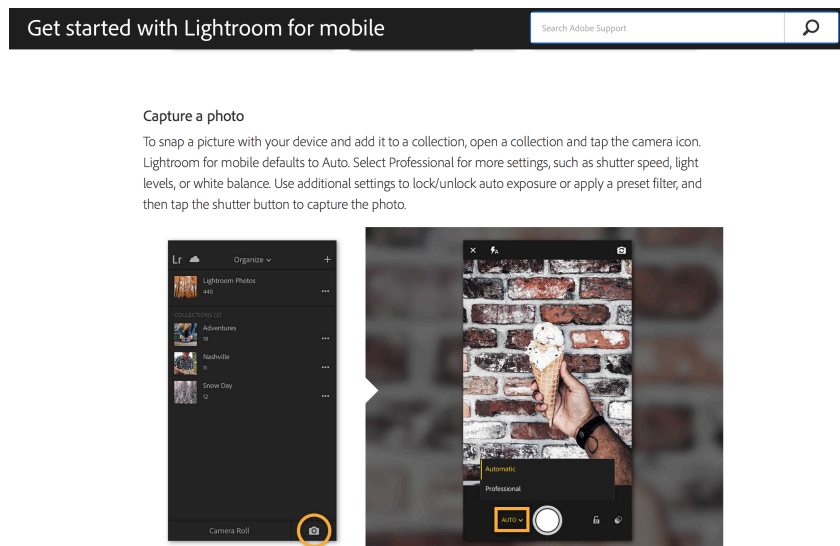 Get started with Lightroom for mobile
Search Adobe Support
Capture a photo
To snap a picture with your device and add it to a collection, open a collection and tap the camera icon.
Lightroom for mobile defaults to Auto. Select Professional for more settings, such as shutter speed, light
levels, or white balance. Use additional settings to lock/unlock auto exposure or apply a preset filter, and
then tap the shutter button to capture the photo.
Lr Organize
Lightroom Photos
440
COLLECTIONS (3)
Adventures
19
Nashville
11
Snow Day
12
Camera Roll
A
Automatic
Professional
AUTO